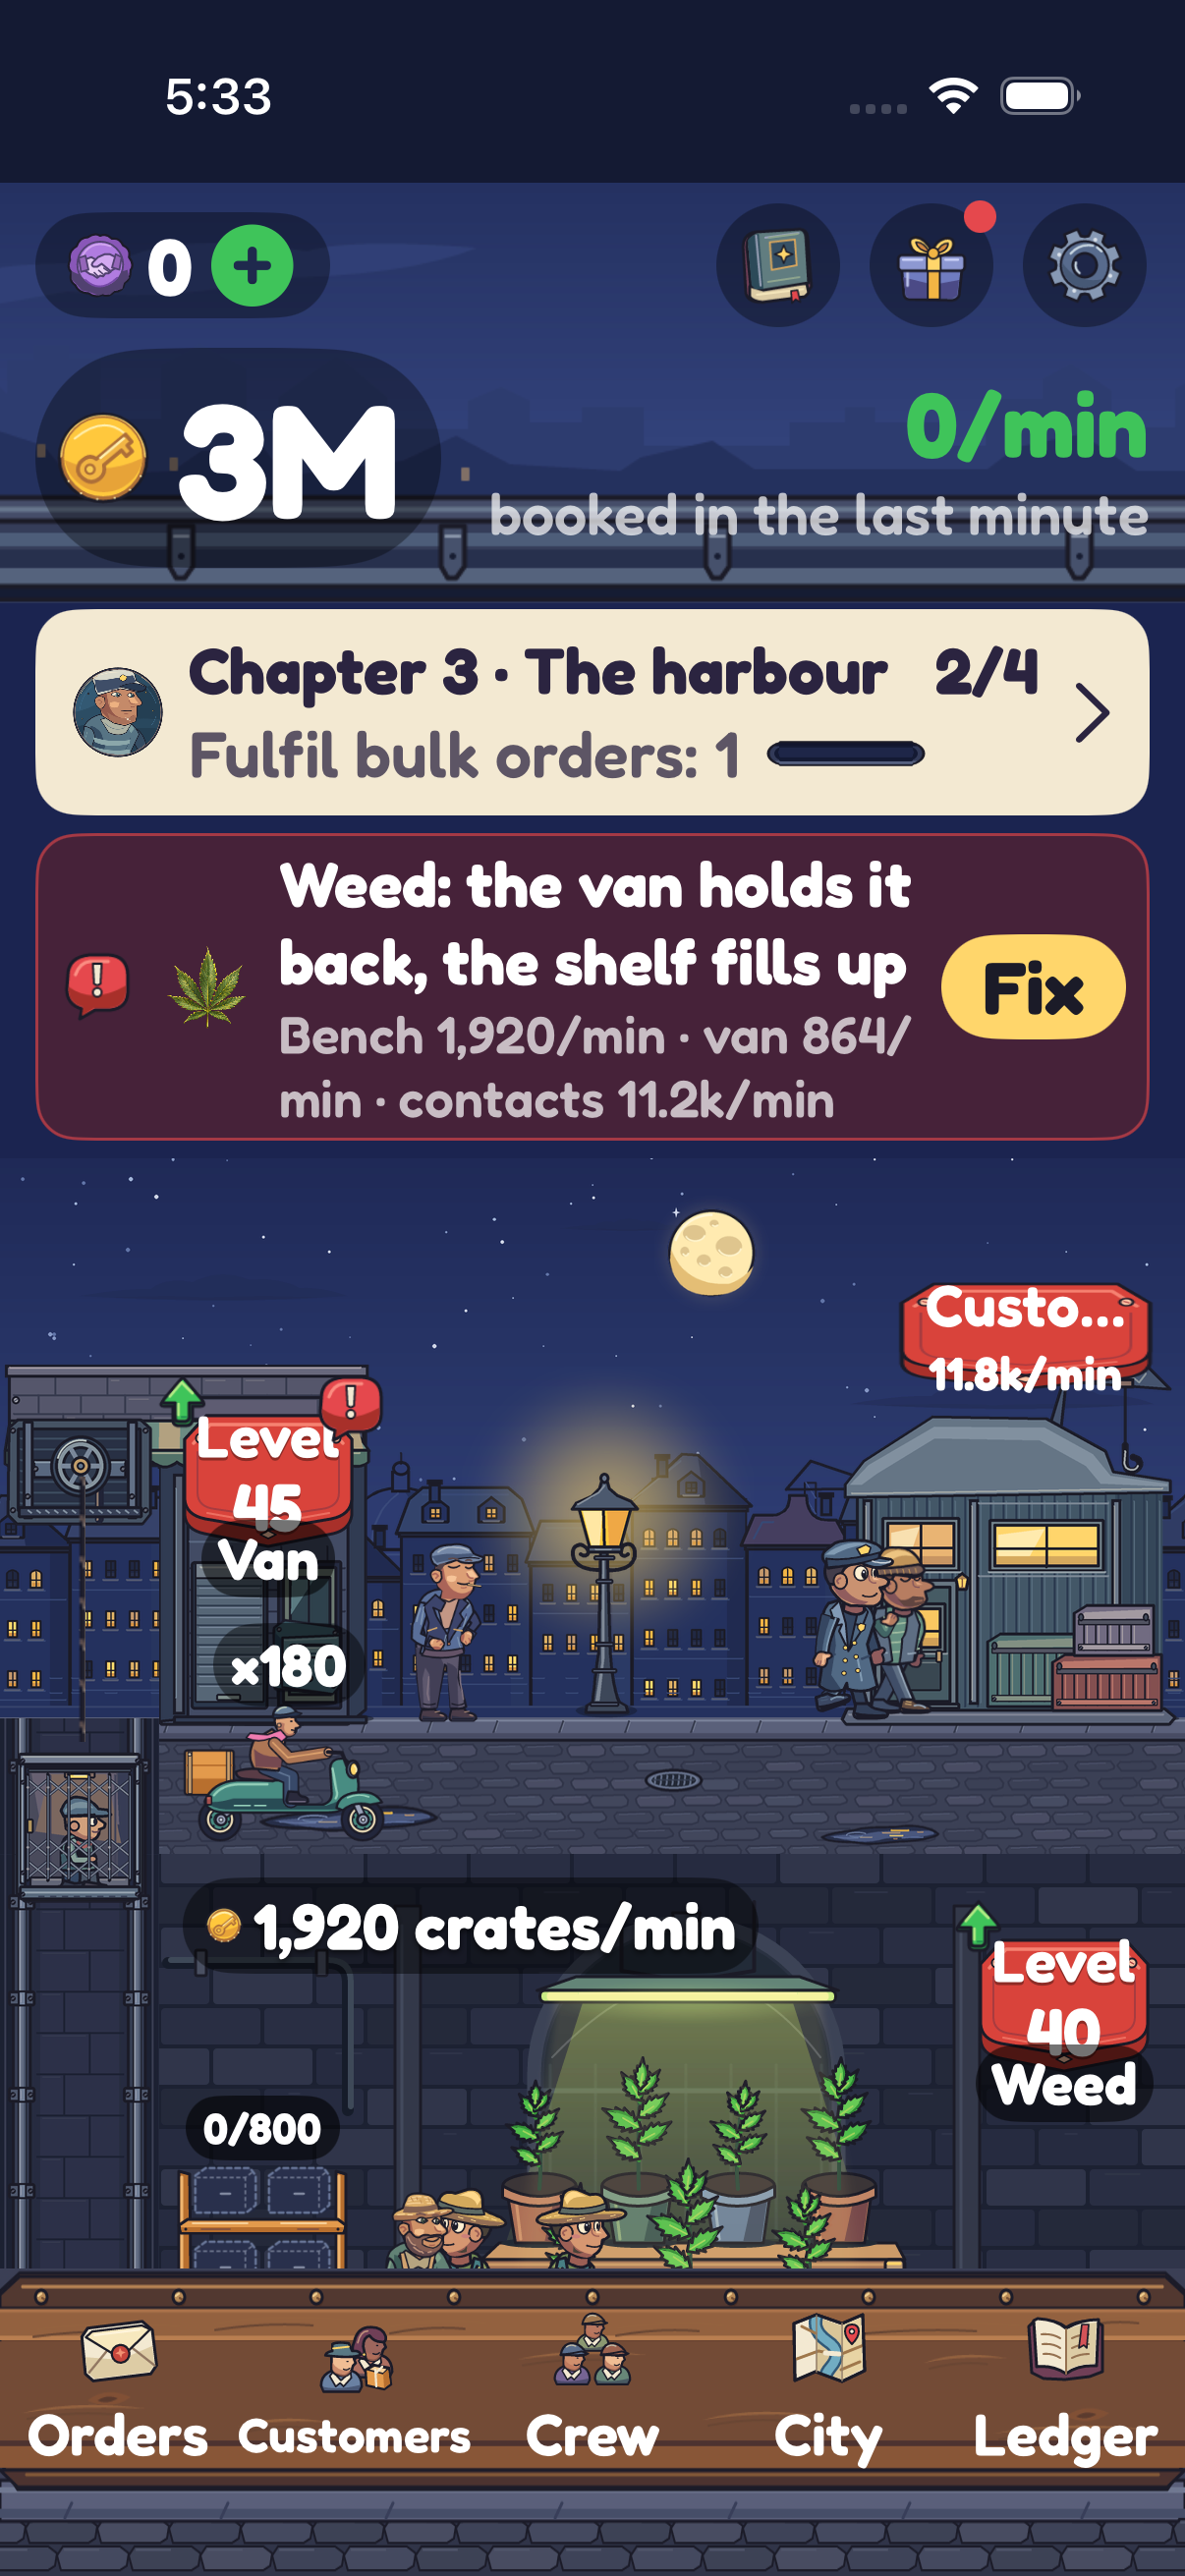 5:33
0
3M
0/min
booked in the last minute
Chapter 3 · The harbour 2/4
Fulfil bulk orders: 1
Weed: the van holds it
back, the shelf fills up
Fix
Bench 1,920/min · van 864/
min · contacts 11.2k/min
Custo...
11.8k/min
Level
45
Van
x180
1,920 crates/min
Level
40
Weed
0/800
Orders
Customers
Crew
City
Ledger